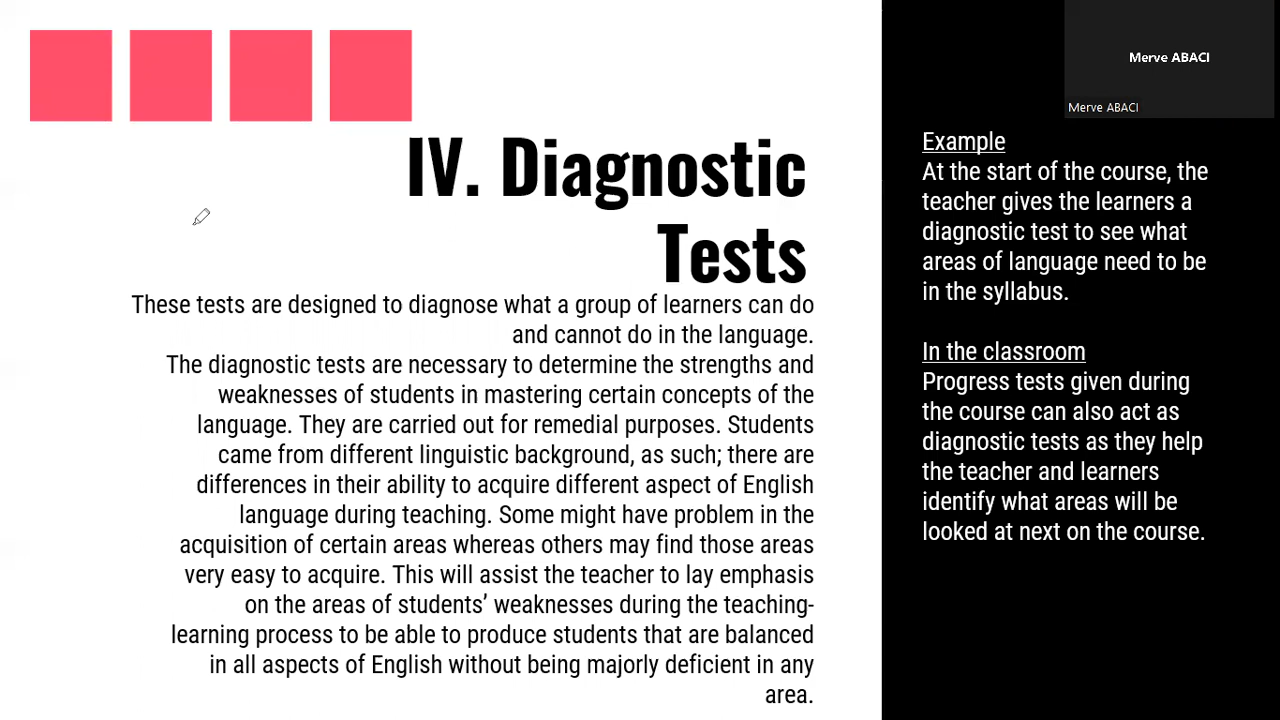 IV. Diagnostic
Tests
These tests are designed to diagnose what a group of learners can do
and cannot do in the language.
The diagnostic tests are necessary to determine the strengths and
weaknesses of students in mastering certain concepts of the
language. They are carried out for remedial purposes. Students
came from different linguistic background, as such; there are
differences in their ability to acquire different aspect of English
language during teaching. Some might have problem in the
acquisition of certain areas whereas others may find those areas
very easy to acquire. This will assist the teacher to lay emphasis
on the areas of students’ weaknesses during the teaching-
learning process to be able to produce students that are balanced
in all aspects of English without being majorly deficient in any
area.
Merve ABACI
Merve ABACI
Example
At the start of the course, the
teacher gives the learners a
diagnostic test to see what
areas of language need to be
in the syllabus.
In the classroom
Progress tests given during
the course can also act as
diagnostic tests as they help
the teacher and learners
identify what areas will be
looked at next on the course.